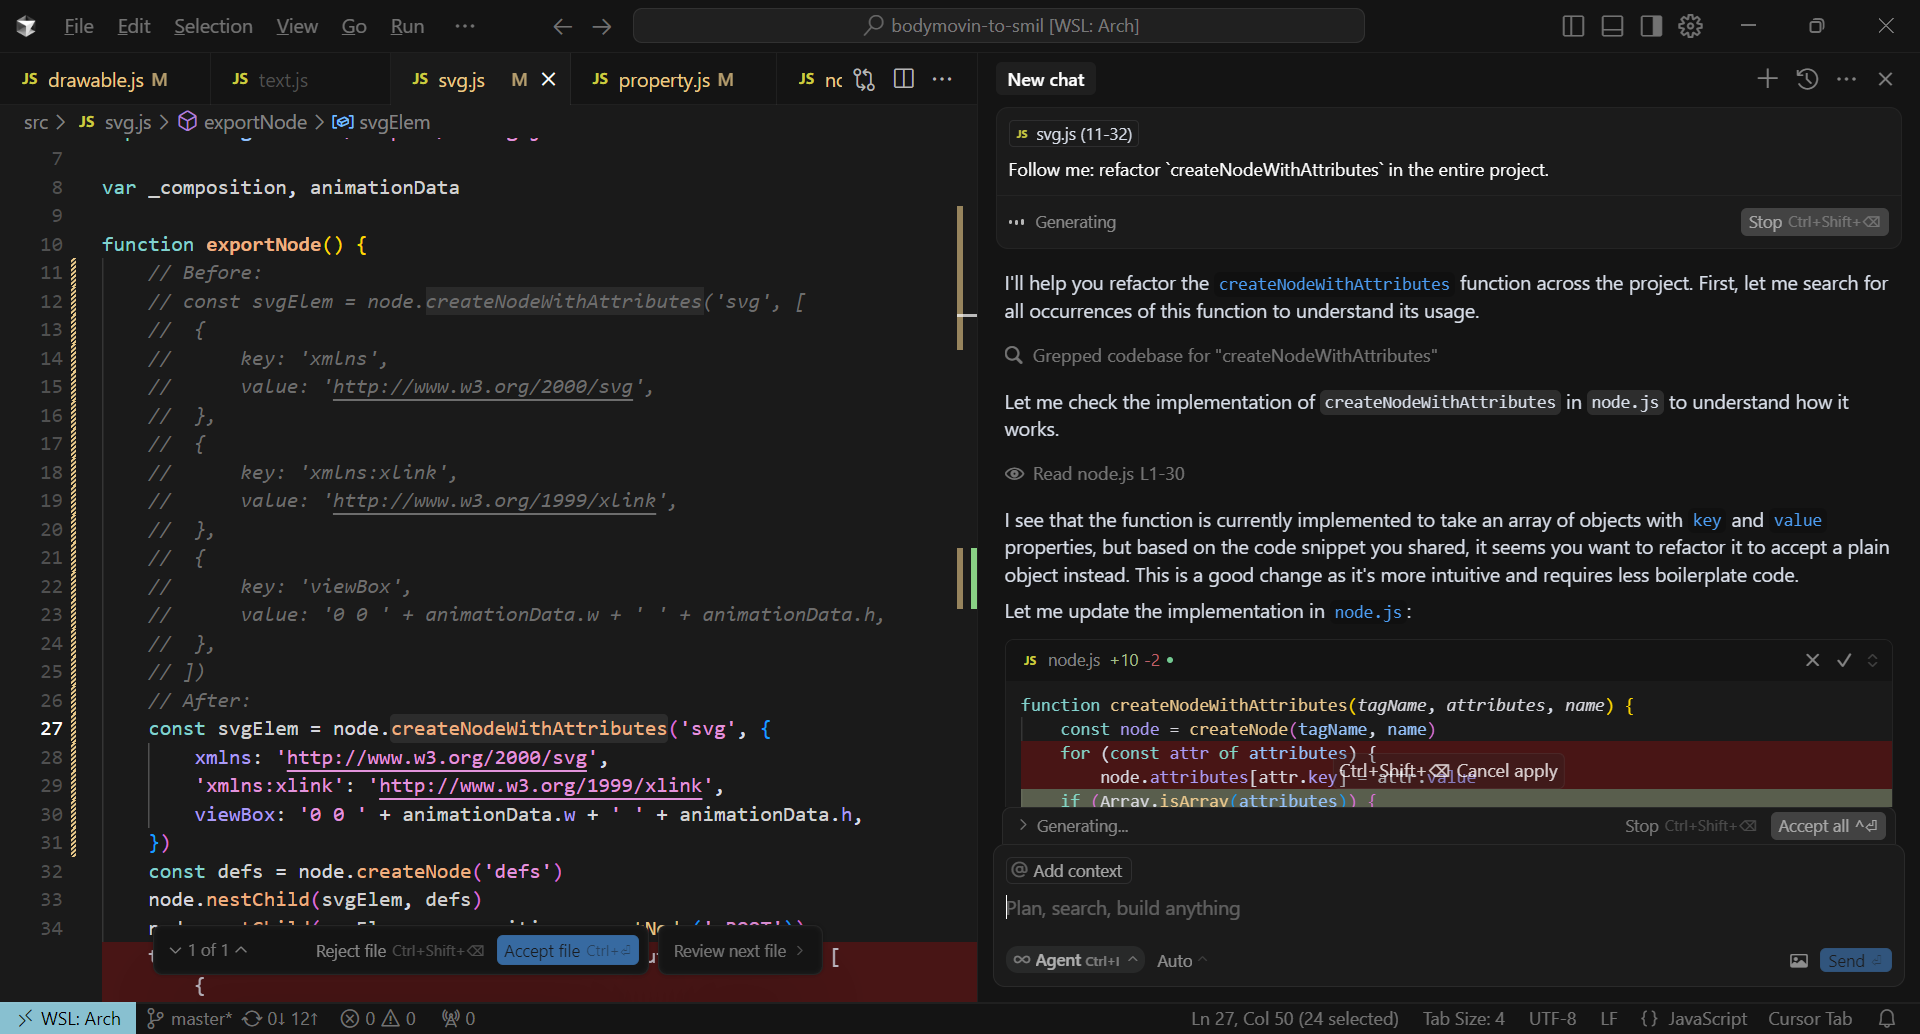 File Edit Selection View Go Run ··· bodymovin-to-smil [WSL: Arch]
JS drawable.js M JS text.js JS svg.js M JS property.js M JS
src > JS svg.js > exportNode > svgElem
7
8 var _composition, animationData
9
10 function exportNode() {
11 // Before:
12 // const svgElem = node.createNodeWithAttributes('svg', [
13 // {
14 // key: 'xmlns',
15 // value: 'http://www.w3.org/2000/svg',
16 // },
17 // {
18 // key: 'xmlns:xlink',
19 // value: 'http://www.w3.org/1999/xlink',
20 // },
21 // {
22 // key: 'viewBox',
23 // value: '0 0 ' + animationData.w + ' ' + animationData.h,
24 // },
25 // ])
26 // After:
27 const svgElem = node.createNodeWithAttributes('svg', {
28 xmlns: 'http://www.w3.org/2000/svg',
29 'xmlns:xlink': 'http://www.w3.org/1999/xlink',
30 viewBox: '0 0 ' + animationData.w + ' ' + animationData.h,
31 })
32 const defs = node.createNode('defs')
33 node.nestChild(svgElem, defs)
34
1 of 1 Reject file Ctrl+Shift+⌫ Accept file Ctrl+⏎ Review next file > [
{
New chat
JS svg.js (11-32)
Follow me: refactor `createNodeWithAttributes` in the entire project.
··· Generating Stop Ctrl+Shift+⌫
I'll help you refactor the createNodeWithAttributes function across the project. First, let me search for
all occurrences of this function to understand its usage.
Grepped codebase for "createNodeWithAttributes"
Let me check the implementation of createNodeWithAttributes in node.js to understand how it
works.
Read node.js L1-30
I see that the function is currently implemented to take an array of objects with key and value
properties, but based on the code snippet you shared, it seems you want to refactor it to accept a plain
object instead. This is a good change as it's more intuitive and requires less boilerplate code.
Let me update the implementation in node.js:
JS node.js +10 -2
function createNodeWithAttributes(tagName, attributes, name) {
const node = createNode(tagName, name)
for (const attr of attributes) {
node.attributes[attr.key] = attr.value
Ctrl+Shift+⌫ Cancel apply
if (Array.isArray(attributes)) {
> Generating... Stop Ctrl+Shift+⌫ Accept all ^⏎
@ Add context
Plan, search, build anything
∞ Agent Ctrl+I ^ Auto ^ Send ⏎
WSL: Arch master* 0↓ 12↑ 0 0 0 Ln 27, Col 50 (24 selected) Tab Size: 4 UTF-8 LF {} JavaScript Cursor Tab